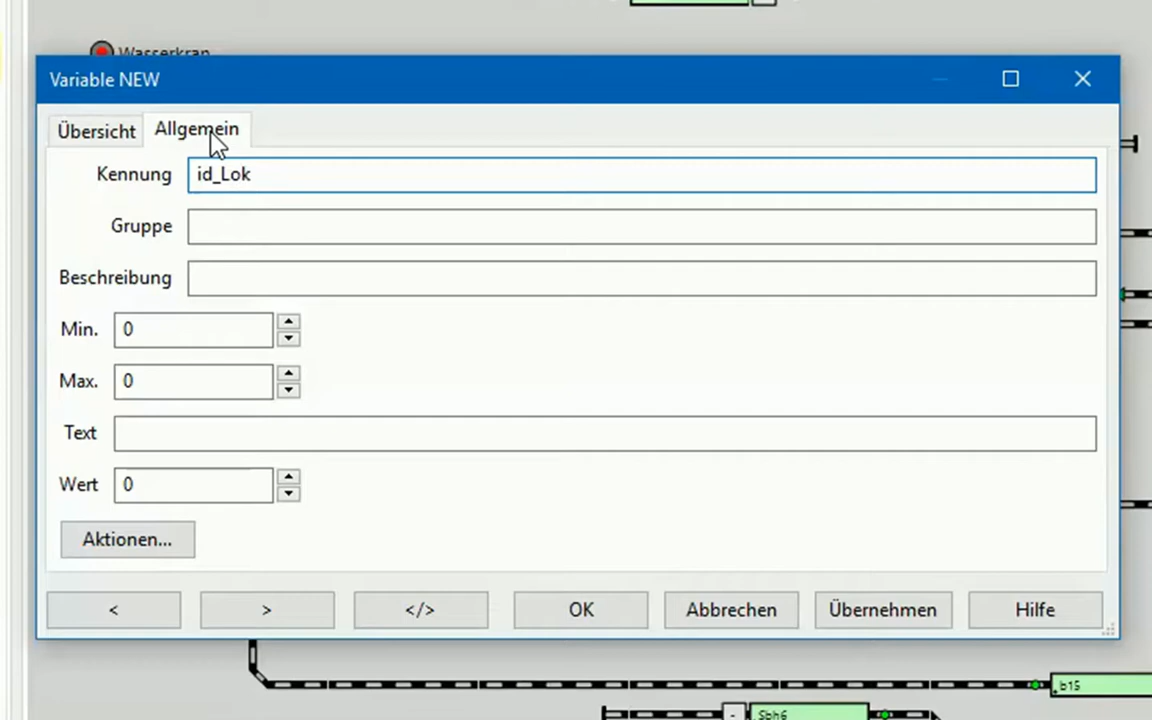 Wasserkran
Variable NEW
Übersicht
Allgemein
Kennung
id_Lok
Gruppe
Beschreibung
Min.
0
Max.
0
Text
Wert
0
Aktionen...
<
>
</>
OK
Abbrechen
Übernehmen
Hilfe
b15
-
Sbh6